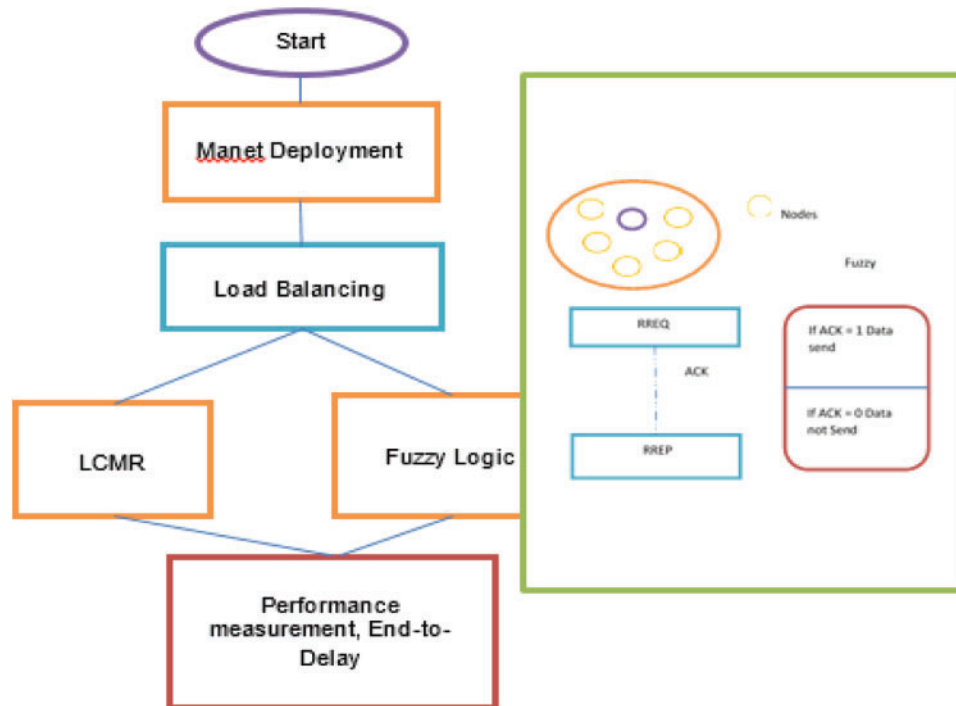 Start
Manet Deployment
Load Balancing
LCMR
Fuzzy Logic
Performance
measurement, End-to-
Delay
Nodes
Fuzzy
RREQ
ACK
RREP
If ACK = 1 Data
send
If ACK = 0 Data
not Send